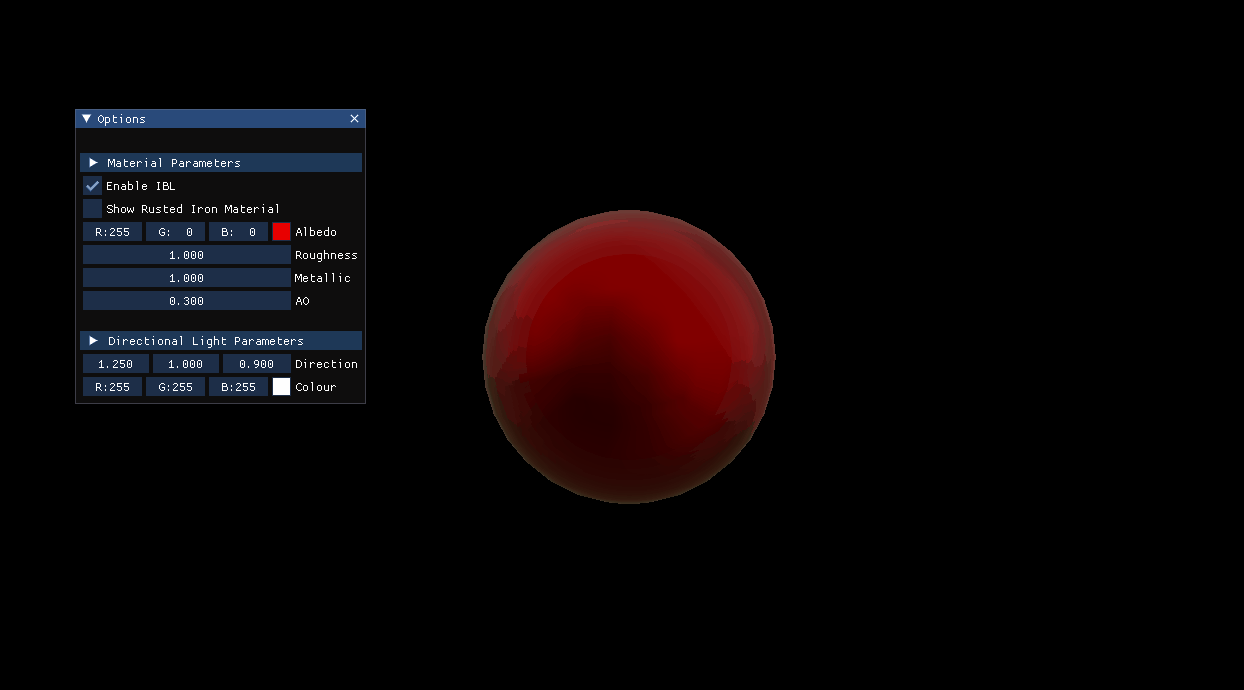 Options
Material Parameters
Enable IBL
Show Rusted Iron Material
R:255 G: 0 B: 0 Albedo
1.000 Roughness
1.000 Metallic
0.300 AO
Directional Light Parameters
1.250 1.000 0.900 Direction
R:255 G:255 B:255 Colour